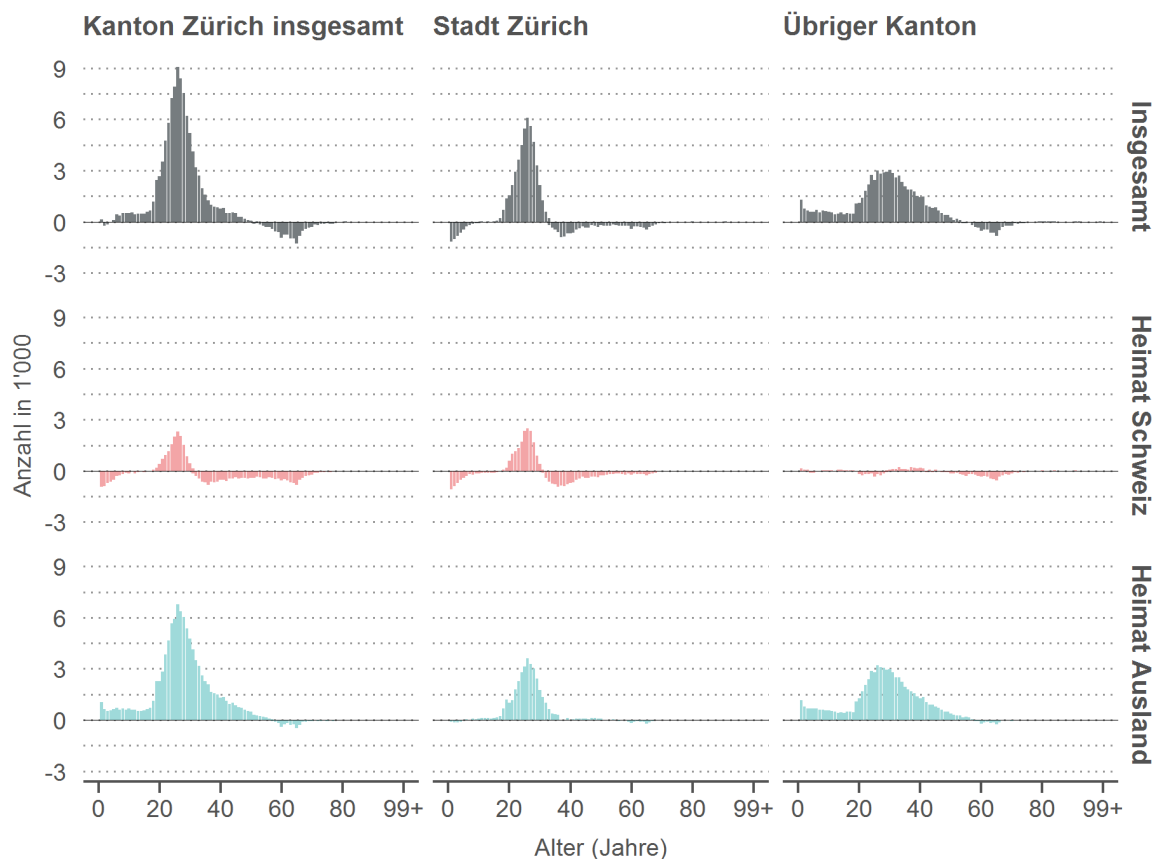 Kanton Zürich insgesamt
Stadt Zürich
Übriger Kanton
9
6
3
0
-3
Insgesamt
9
6
3
0
-3
Heimat Schweiz
9
6
3
0
-3
Heimat Ausland
Anzahl in 1'000
0 20 40 60 80 99+
0 20 40 60 80 99+
0 20 40 60 80 99+
Alter (Jahre)